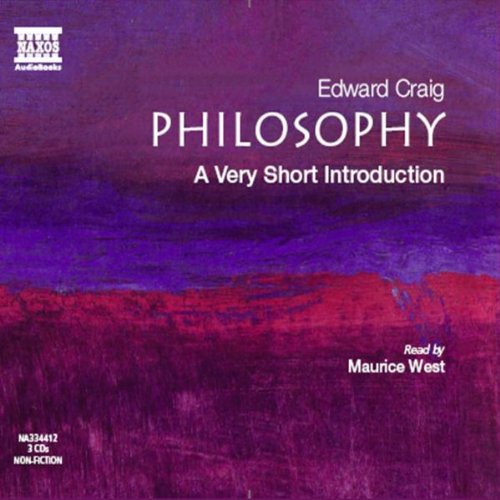 NAXOS
AudioBooks
Edward Craig
PHILOSOPHY
A Very Short Introduction
Read by
Maurice West
NA334412
3 CDs
NON-FICTION